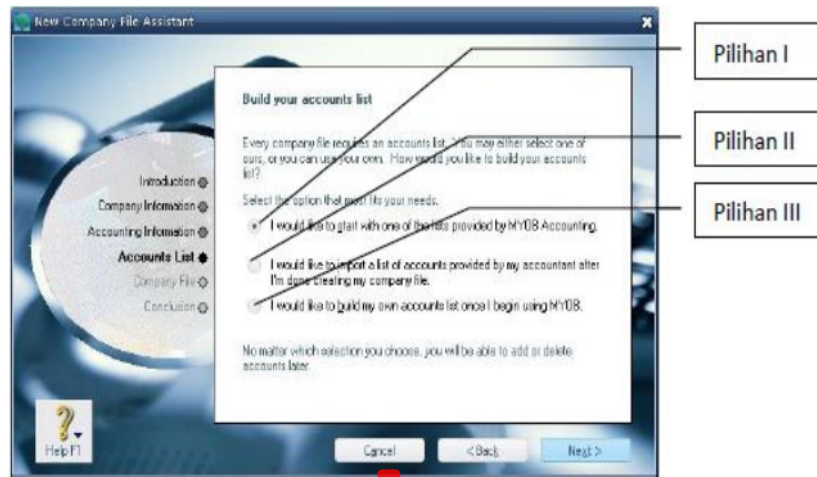 New Company File Assistant
Build your accounts list
Every company file requires an accounts list. You may either select one of
ours, or you can use your own. How would you like to build your accounts
list?
Select the option that most fits your needs.
I would like to start with one of the lists provided by MYOB Accounting.
I would like to import a list of accounts provided by my accountant after
I'm done creating my company file.
I would like to build my own accounts list once I begin using MYOB.
No matter which selection you choose, you will be able to add or delete
accounts later.
Introduction
Company Information
Accounting Information
Accounts List
Company File
Conclusion
Help F1
Cancel
< Back
Next >
Pilihan I
Pilihan II
Pilihan III